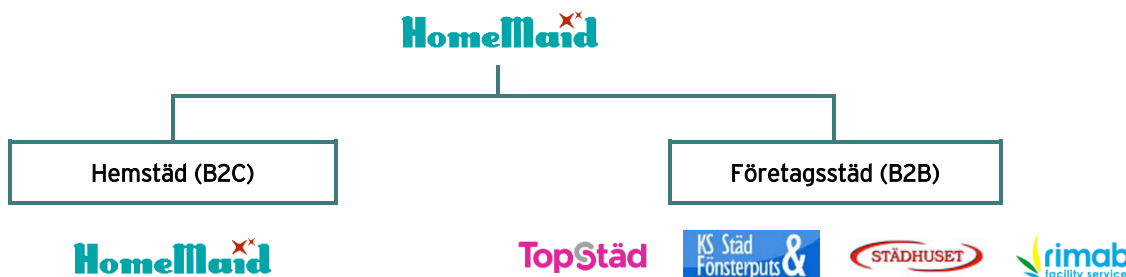 HomeMaid
Hemstäd (B2C)
Företagsstäd (B2B)
HomeMaid
TopStäd
KS Städ
Fönsterputs &
STÄDHUSET
rimab
facility service